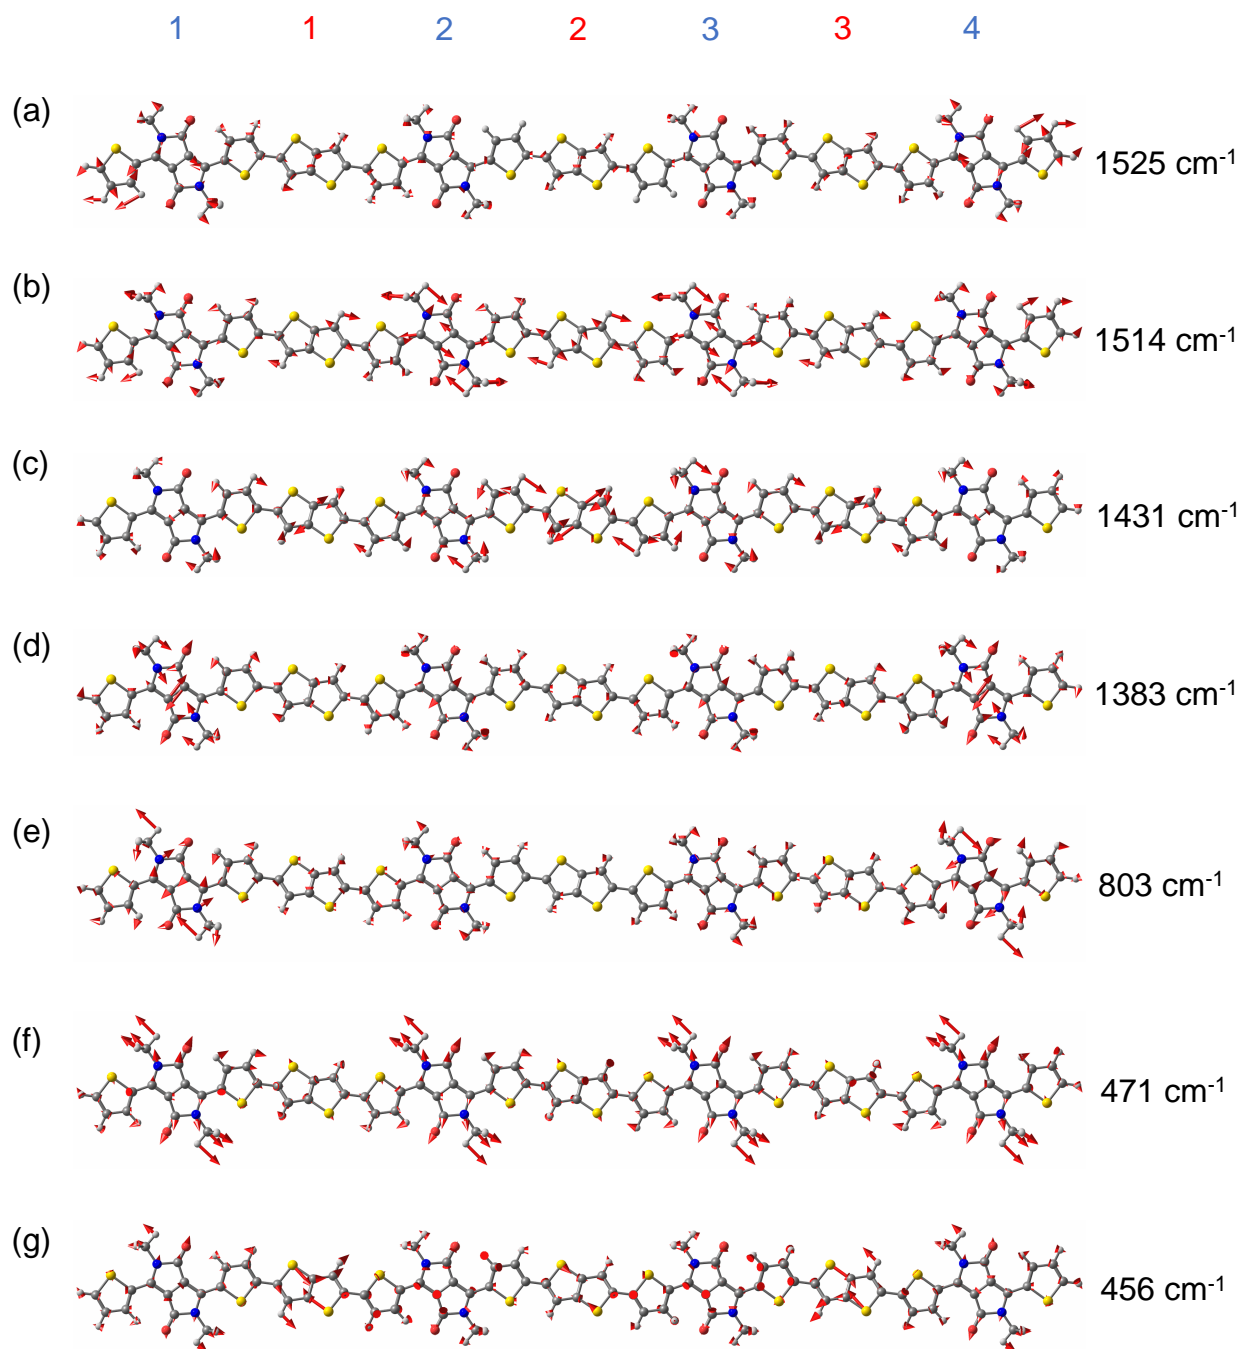 1 1 2 2 3 3 4
(a) 1525 cm⁻¹
(b) 1514 cm⁻¹
(c) 1431 cm⁻¹
(d) 1383 cm⁻¹
(e) 803 cm⁻¹
(f) 471 cm⁻¹
(g) 456 cm⁻¹